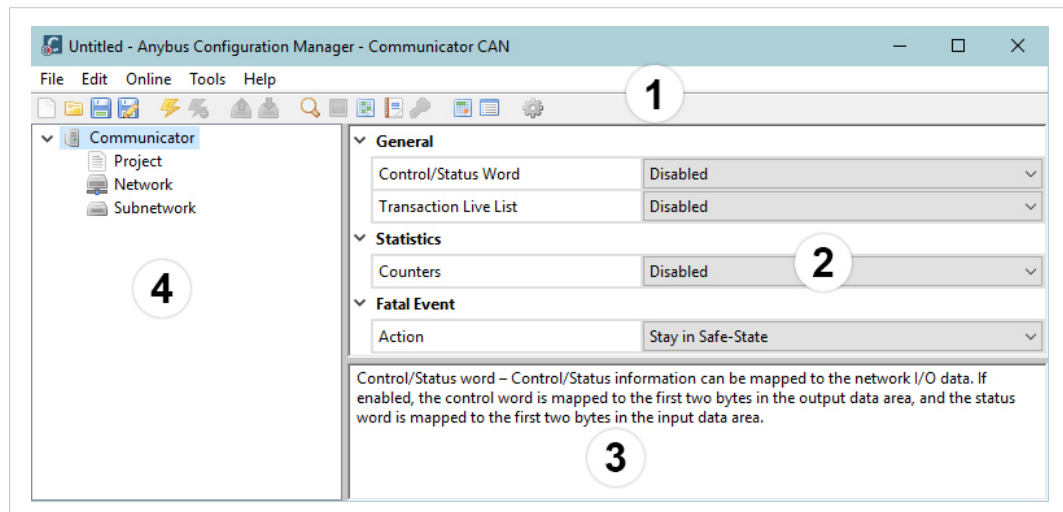 Untitled - Anybus Configuration Manager - Communicator CAN
File Edit Online Tools Help
1
Communicator
Project
Network
Subnetwork
4
General
Control/Status Word Disabled
Transaction Live List Disabled
Statistics
Counters Disabled
2
Fatal Event
Action Stay in Safe-State
Control/Status word – Control/Status information can be mapped to the network I/O data. If
enabled, the control word is mapped to the first two bytes in the output data area, and the status
word is mapped to the first two bytes in the input data area.
3